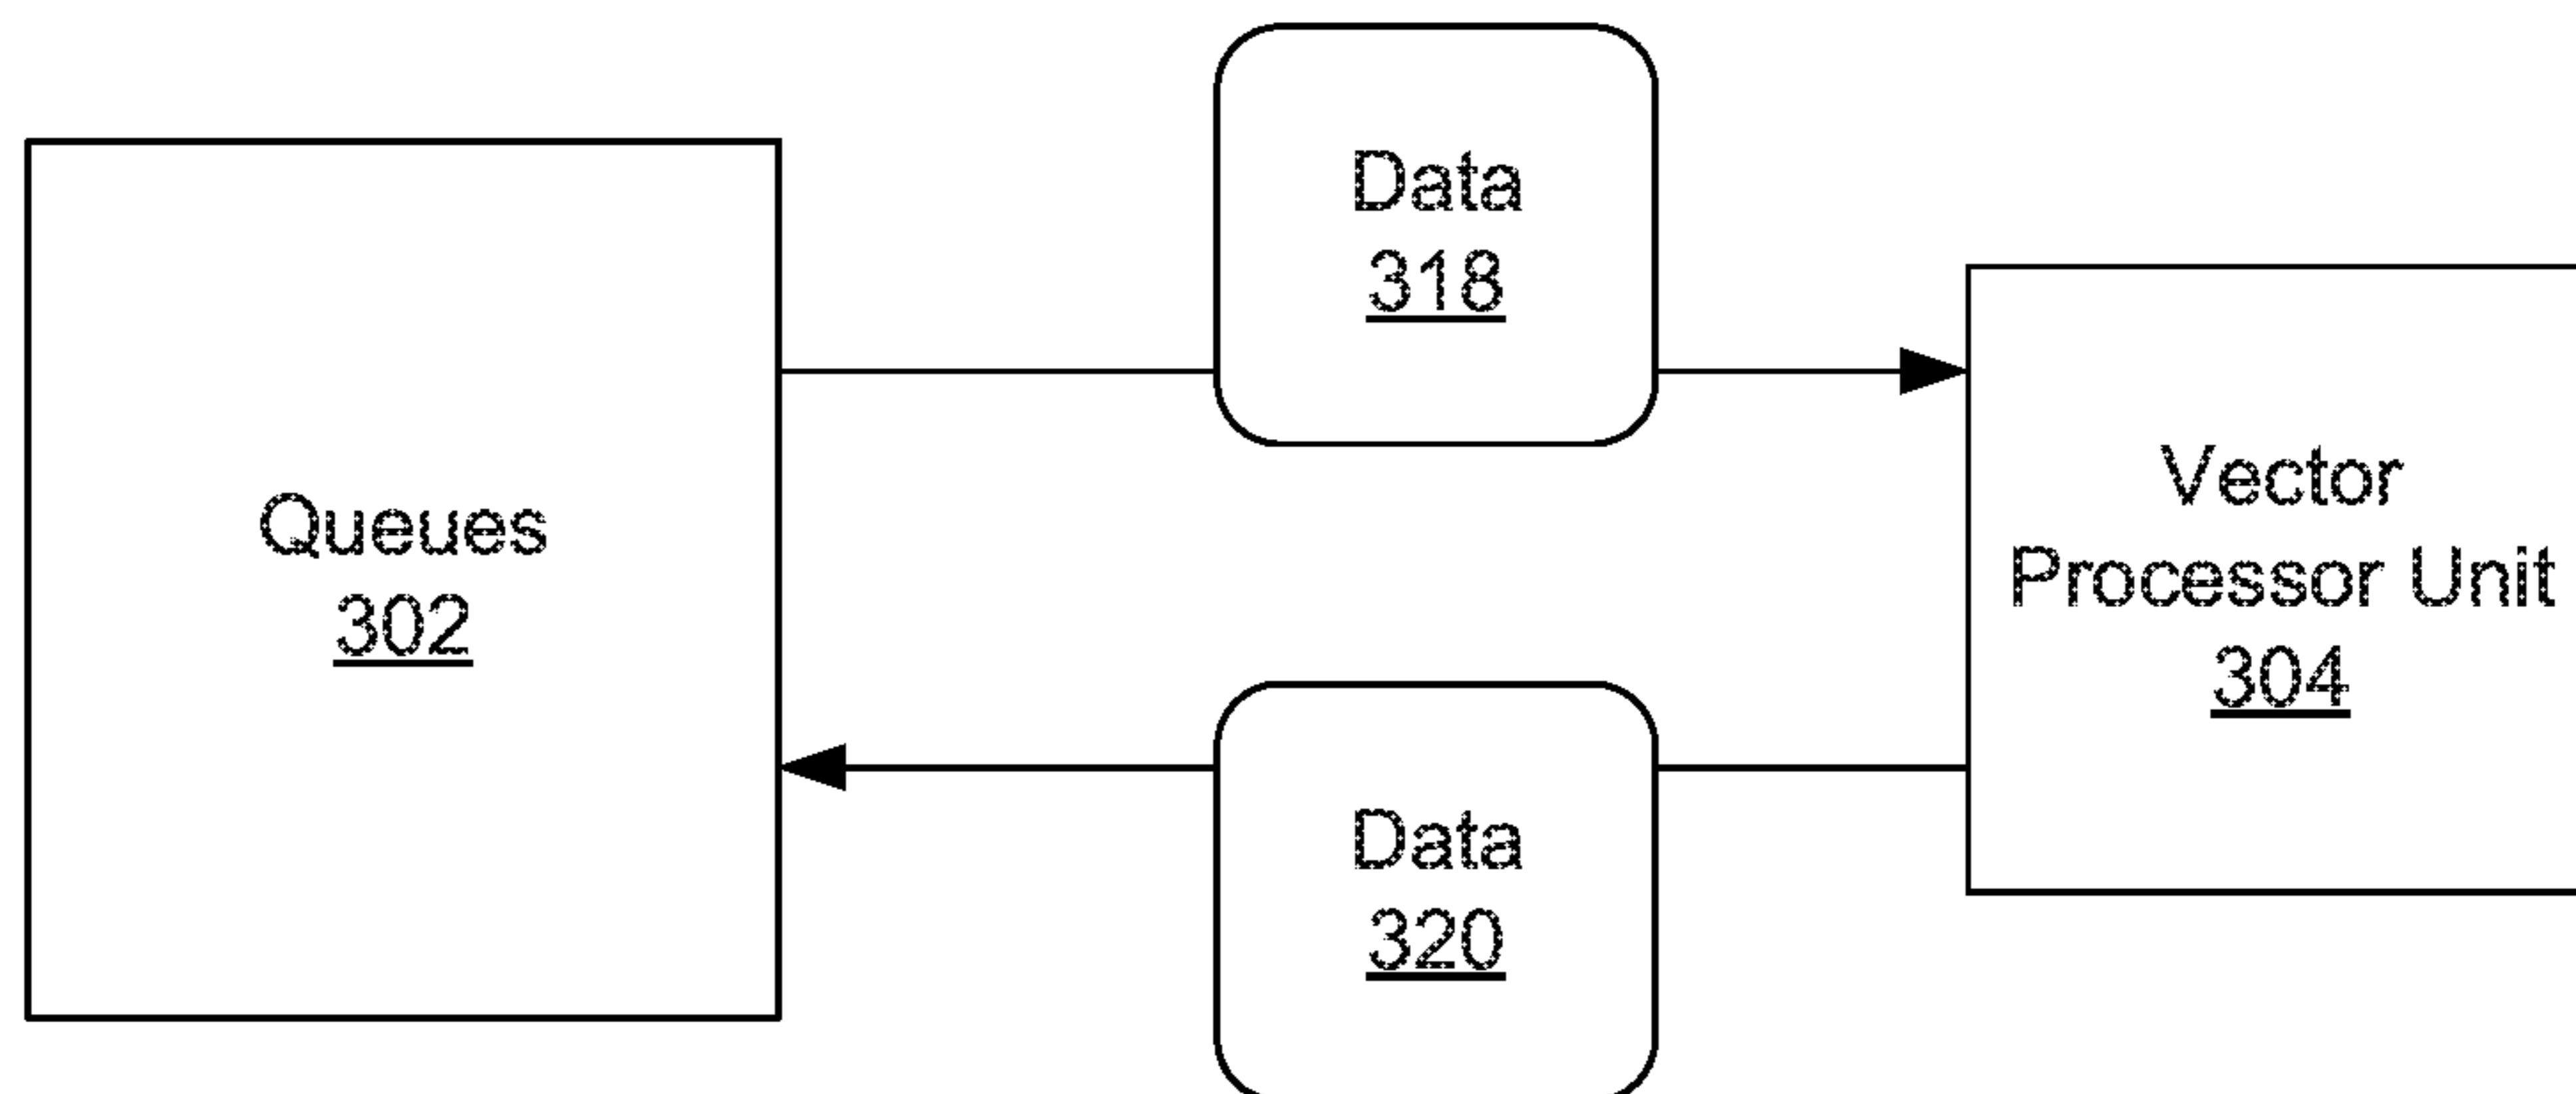 Data
318
Queues
302
Vector
Processor Unit
304
Data
320